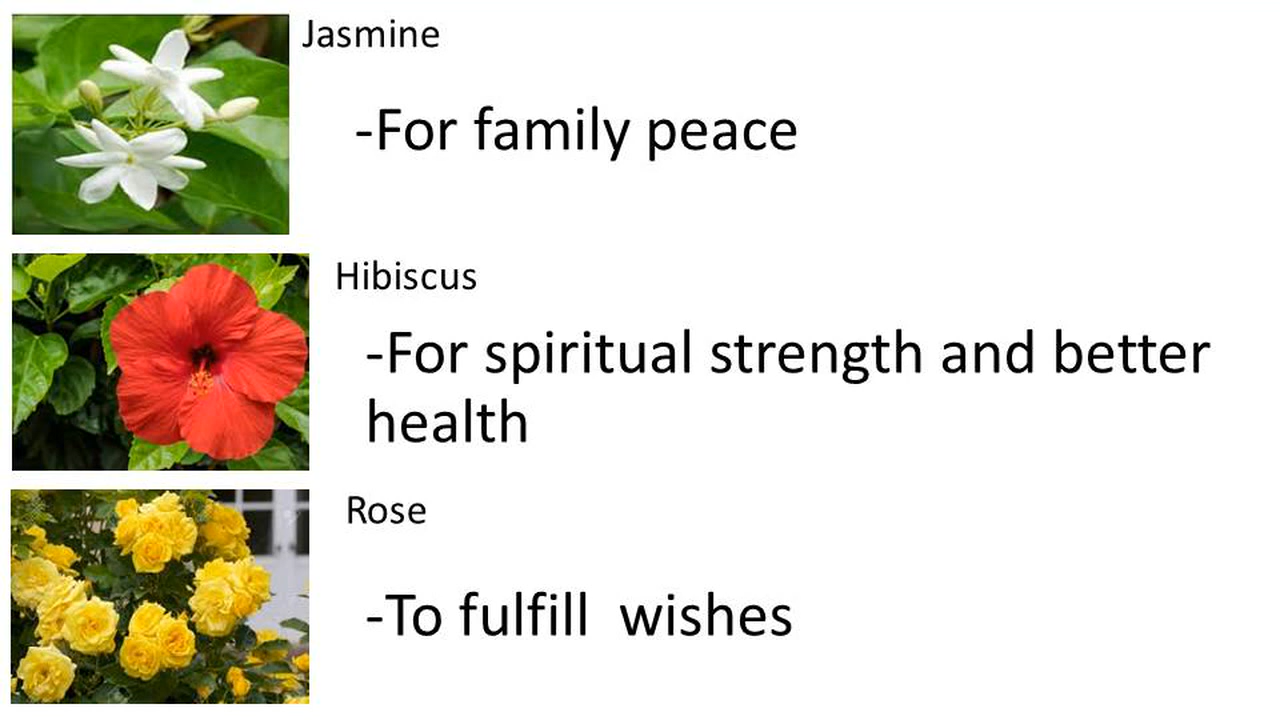 Jasmine
-For family peace
Hibiscus
-For spiritual strength and better
health
Rose
-To fulfill  wishes